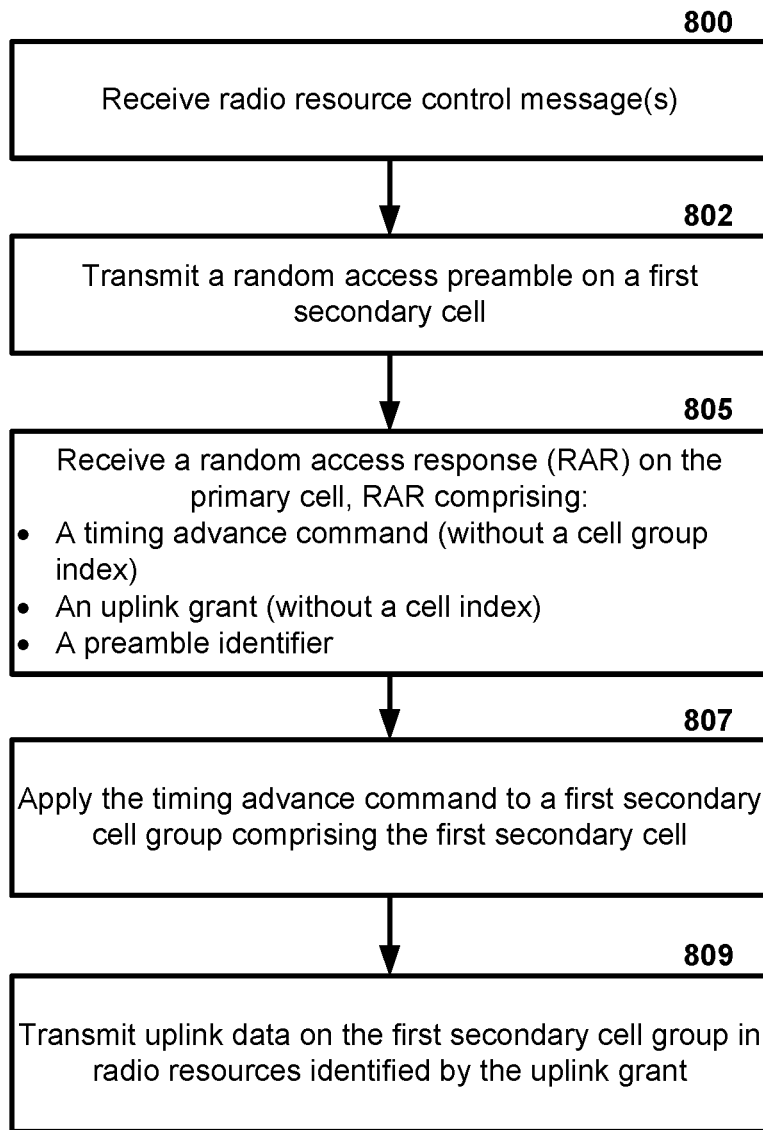 800
Receive radio resource control message(s)
802
Transmit a random access preamble on a first
secondary cell
805
Receive a random access response (RAR) on the
primary cell, RAR comprising:
• A timing advance command (without a cell group
index)
• An uplink grant (without a cell index)
• A preamble identifier
807
Apply the timing advance command to a first secondary
cell group comprising the first secondary cell
809
Transmit uplink data on the first secondary cell group in
radio resources identified by the uplink grant